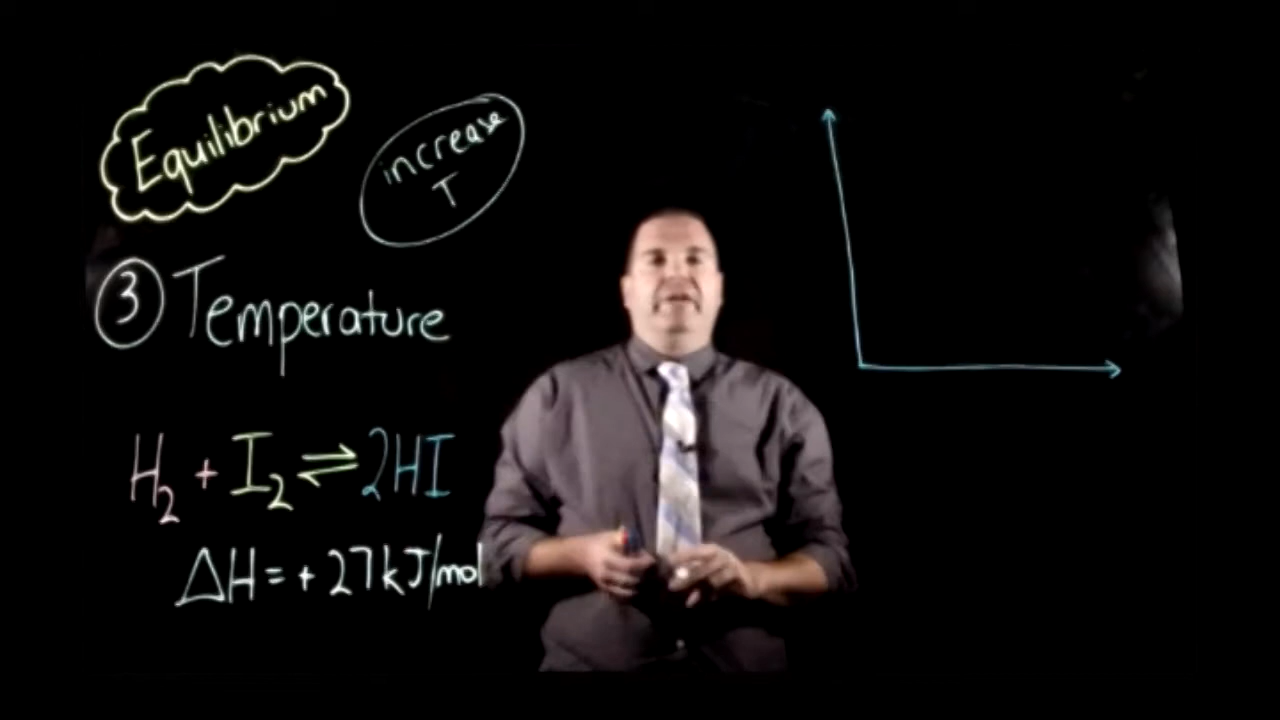 Equilibrium
increase
T
3 Temperature
H₂ + I₂ ⇌ 2HI
ΔH = + 27 kJ/mol